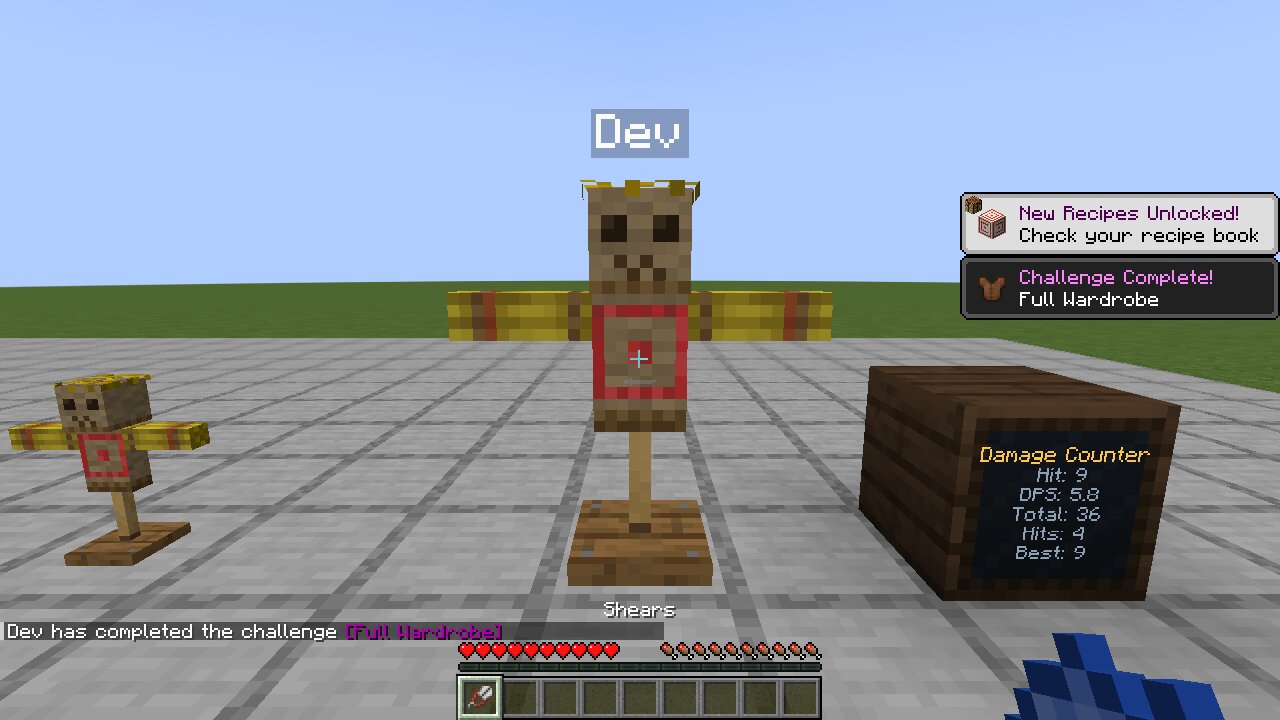 Dev
New Recipes Unlocked!
Check your recipe book
Challenge Complete!
Full Wardrobe
Damage Counter
Hit: 9
DPS: 5.8
Total: 36
Hits: 4
Best: 9
Shears
Dev has completed the challenge [Full Wardrobe]